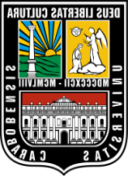 DEUS LIBERTAS CULTURA
MDCCCXCII - MCMLVIII
UNIVERSITAS
CARABOBENSIS